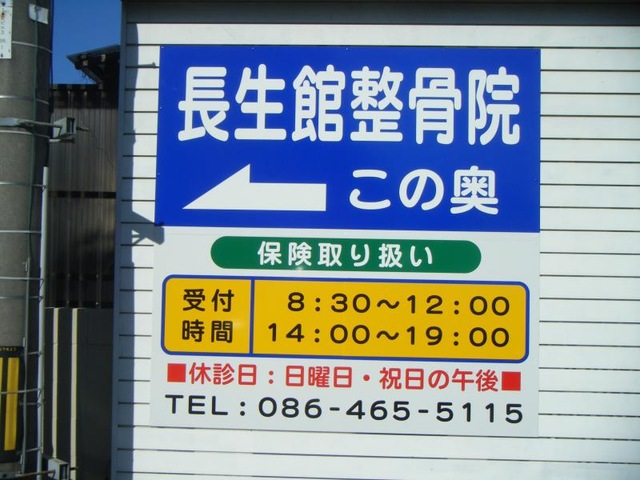 長生館整骨院
この奥
保険取り扱い
受付 8:30〜12:00
時間 14:00〜19:00
■休診日:日曜日・祝日の午後■
TEL:086-465-5115